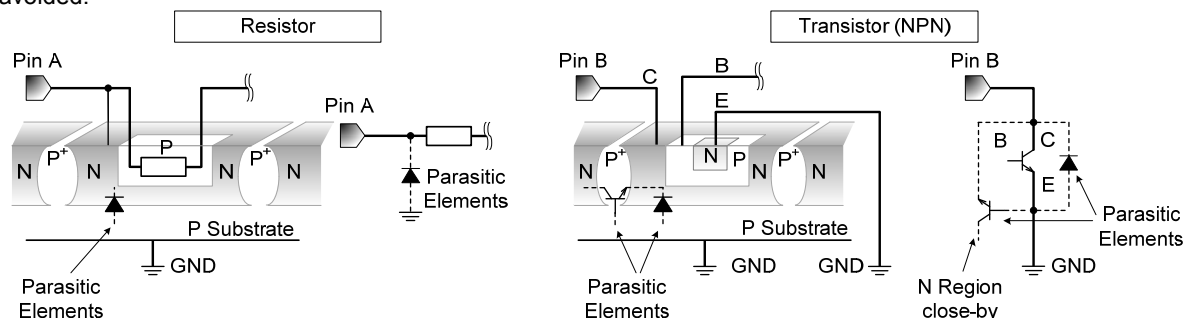 avoided.
Resistor
Pin A
N
P+
N
P
N
P+
N
P Substrate
GND
Parasitic
Elements
Pin A
Parasitic
Elements
Transistor (NPN)
Pin B
C
B
E
N
P+
N
N
P
N
P+
N
P Substrate
GND
GND
Parasitic
Elements
Pin B
B
C
E
Parasitic
Elements
GND
N Region
close-by